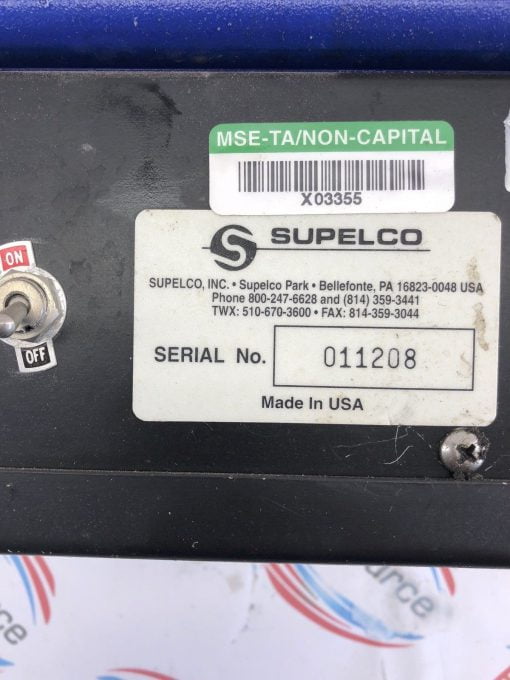 MSE-TA/NON-CAPITAL
X03355
SUPELCO
SUPELCO, INC. • Supelco Park • Bellefonte, PA 16823-0048 USA
Phone 800-247-6628 and (814) 359-3441
TWX: 510-670-3600 • FAX: 814-359-3044
SERIAL No. 011208
Made In USA
ON
OFF